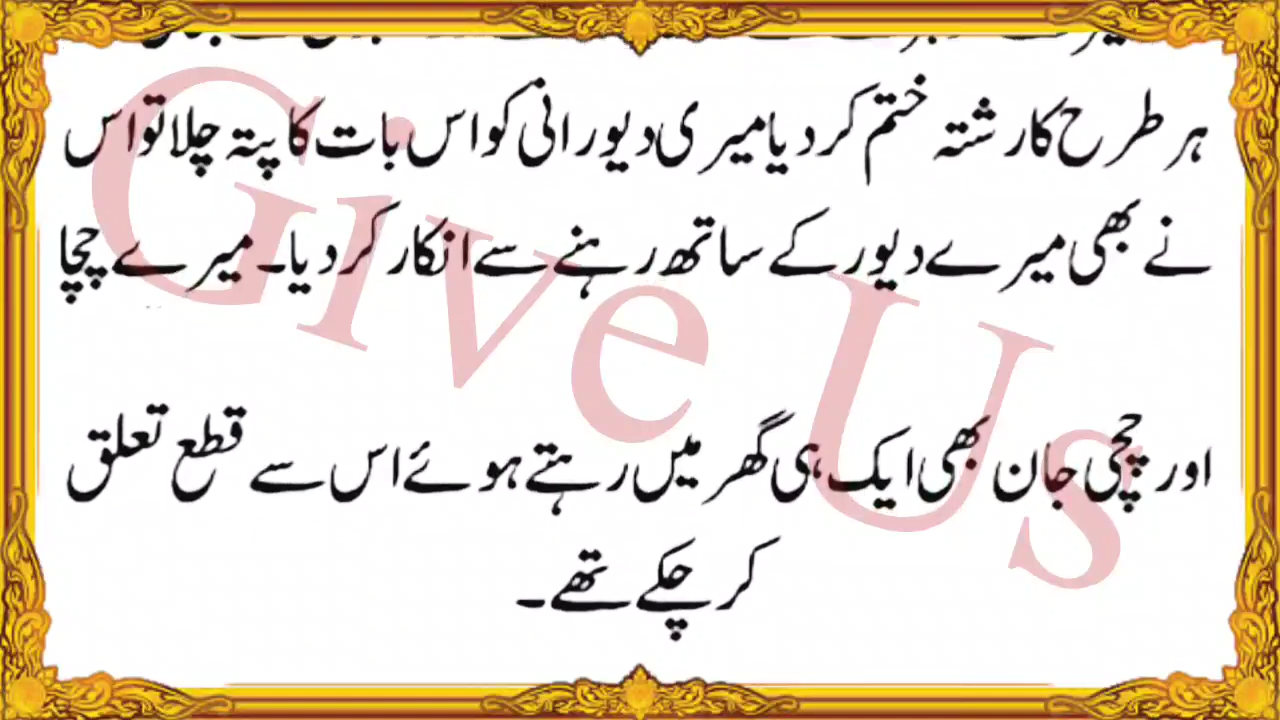 ہر طرح کا رشتہ ختم کر دیا میری دیورانی کو اس بات کا پتہ چلا تو اس
نے بھی میرے دیور کے ساتھ رہنے سے انکار کر دیا۔ میرے چچا
اور چچی جان بھی ایک ہی گھر میں رہتے ہوئے اس سے قطع تعلق
کر چکے تھے۔
Give Us